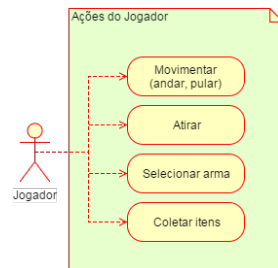 Ações do Jogador
Movimentar
(andar, pular)
Atirar
Selecionar arma
Coletar itens
Jogador